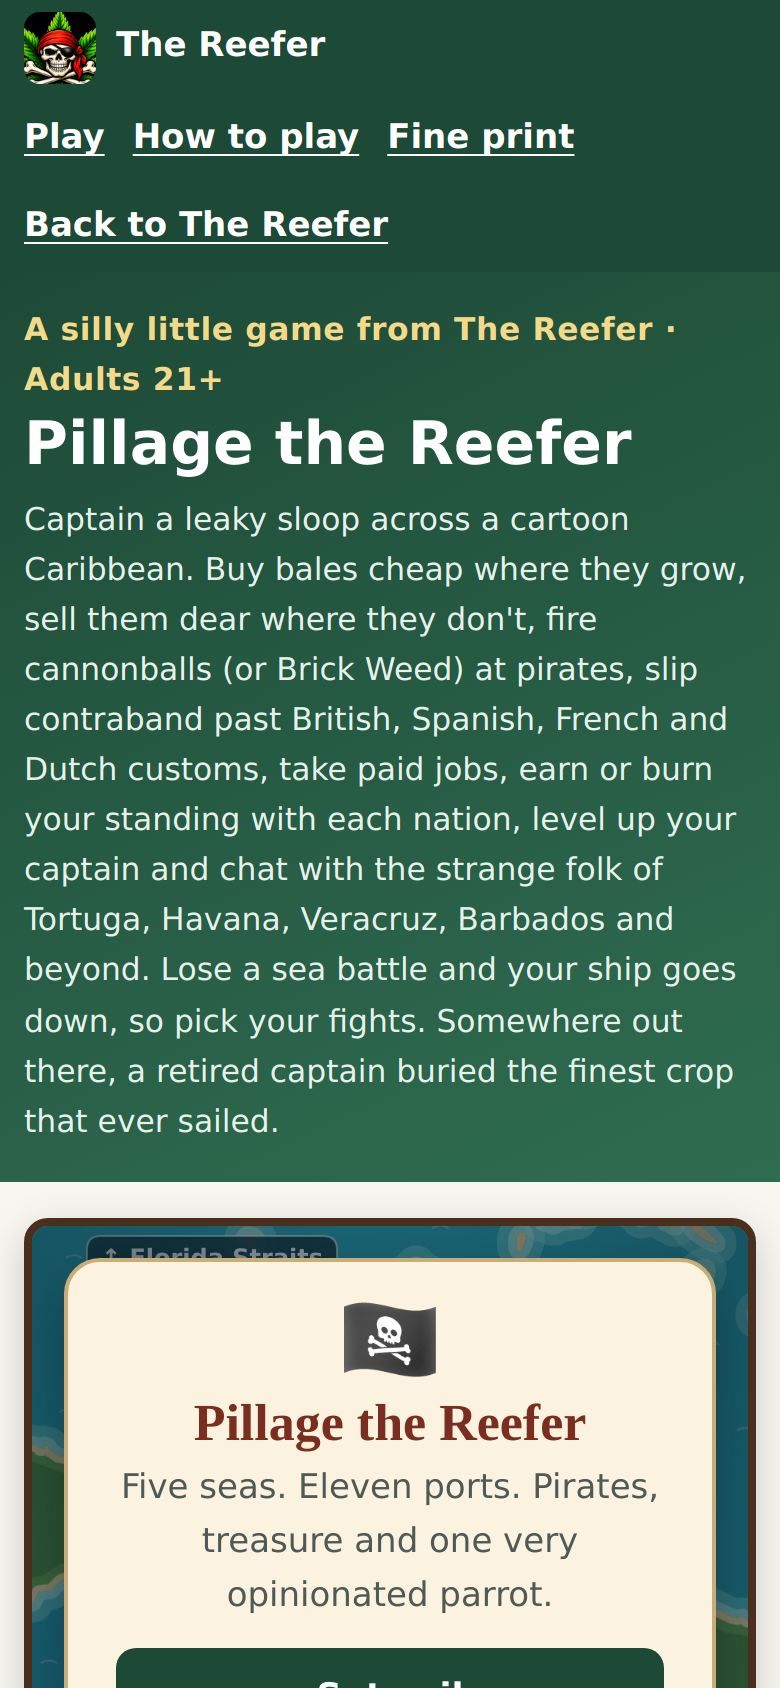 The Reefer
Play How to play Fine print
Back to The Reefer
A silly little game from The Reefer ·
Adults 21+
Pillage the Reefer
Captain a leaky sloop across a cartoon
Caribbean. Buy bales cheap where they grow,
sell them dear where they don't, fire
cannonballs (or Brick Weed) at pirates, slip
contraband past British, Spanish, French and
Dutch customs, take paid jobs, earn or burn
your standing with each nation, level up your
captain and chat with the strange folk of
Tortuga, Havana, Veracruz, Barbados and
beyond. Lose a sea battle and your ship goes
down, so pick your fights. Somewhere out
there, a retired captain buried the finest crop
that ever sailed.
↑ Florida Straits
Pillage the Reefer
Five seas. Eleven ports. Pirates,
treasure and one very
opinionated parrot.